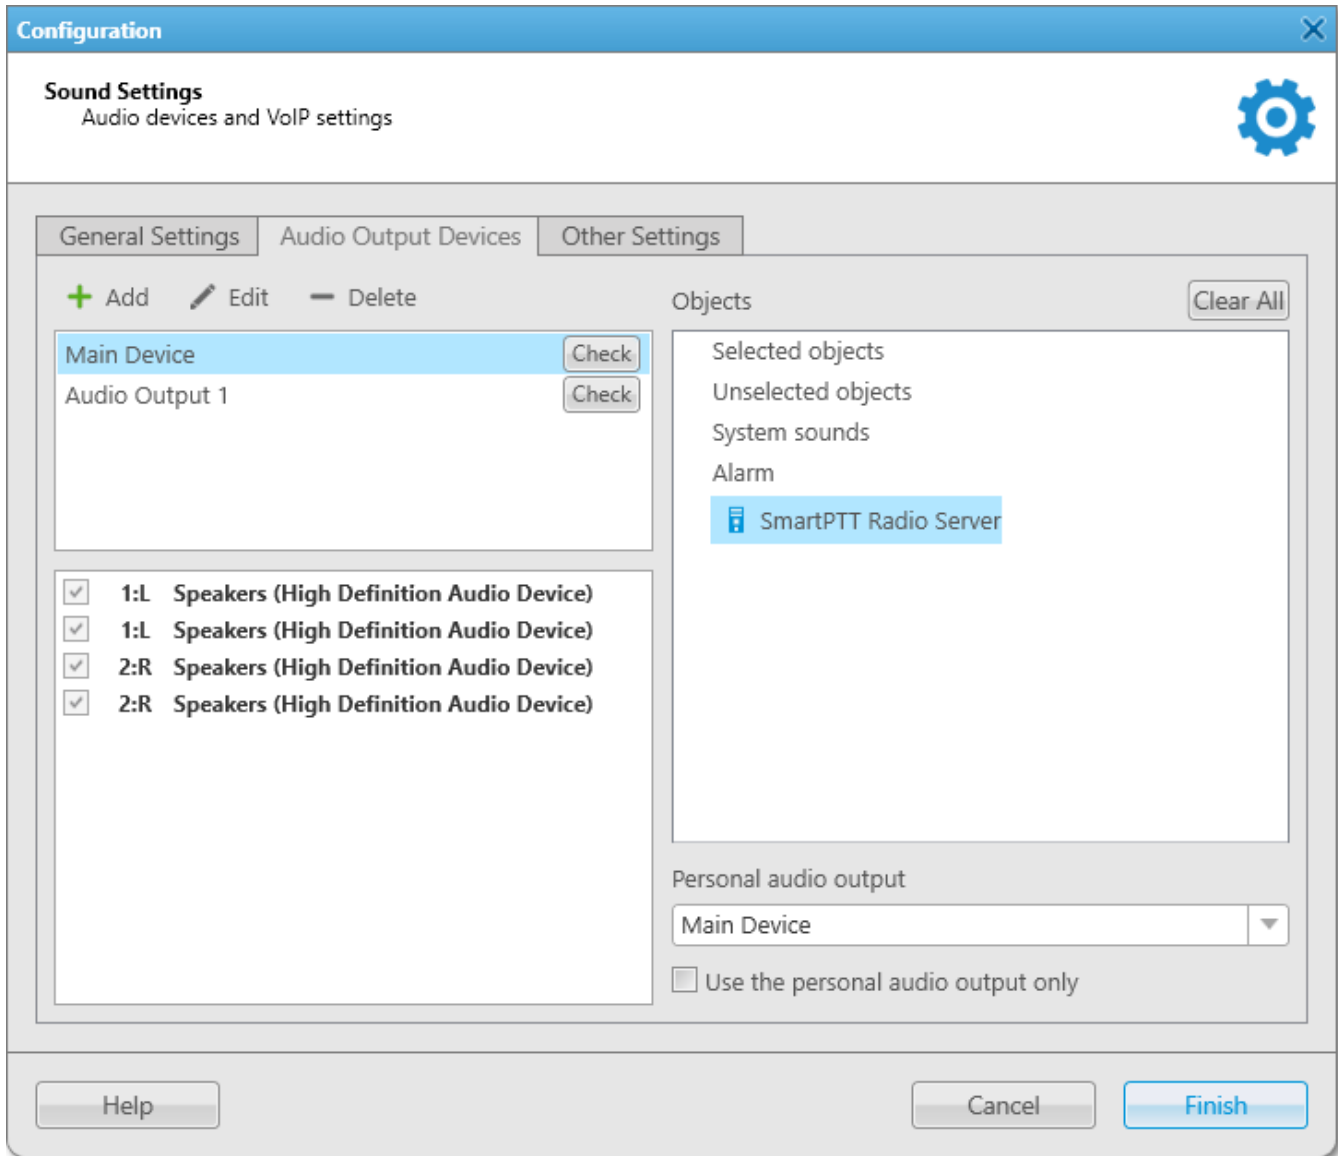 Configuration
Sound Settings
Audio devices and VoIP settings
General Settings
Audio Output Devices
Other Settings
Add
Edit
Delete
Main Device
Check
Audio Output 1
Check
1:L Speakers (High Definition Audio Device)
1:L Speakers (High Definition Audio Device)
2:R Speakers (High Definition Audio Device)
2:R Speakers (High Definition Audio Device)
Objects
Clear All
Selected objects
Unselected objects
System sounds
Alarm
SmartPTT Radio Server
Personal audio output
Main Device
Use the personal audio output only
Help
Cancel
Finish